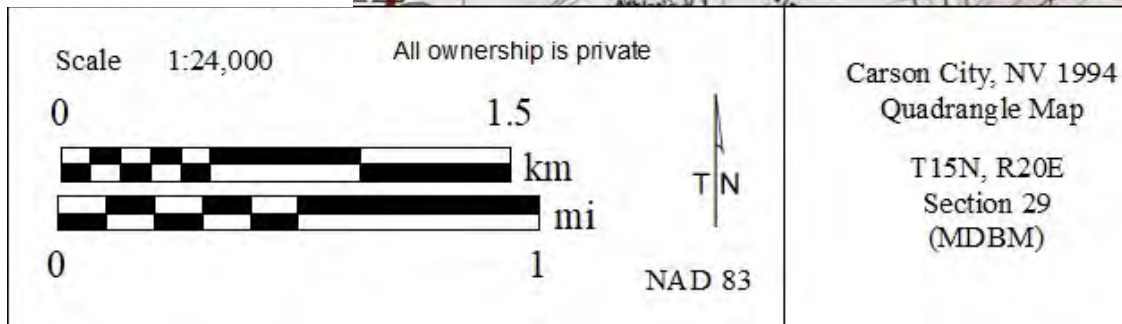 Scale 1:24,000
All ownership is private
0 1.5
km
mi
0 1
T N
NAD 83
Carson City, NV 1994
Quadrangle Map
T15N, R20E
Section 29
(MDBM)